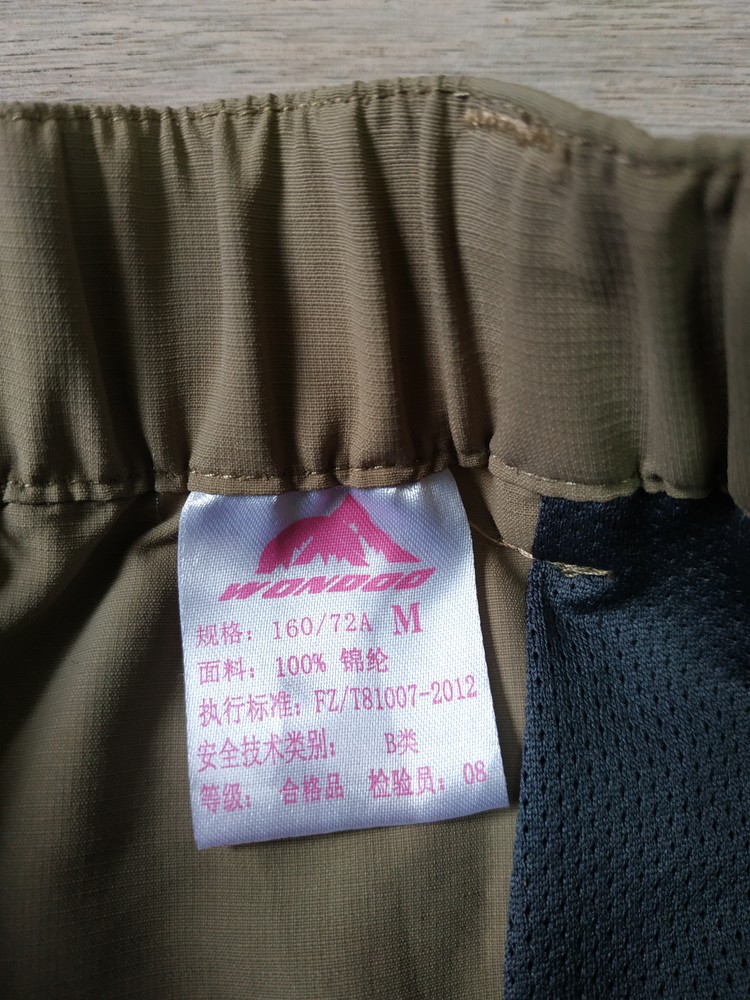 WONDOO
规格：160/72A M
面料：100% 锦纶
执行标准：FZ/T81007-2012
安全技术类别： B类
等级： 合格品 检验员：08